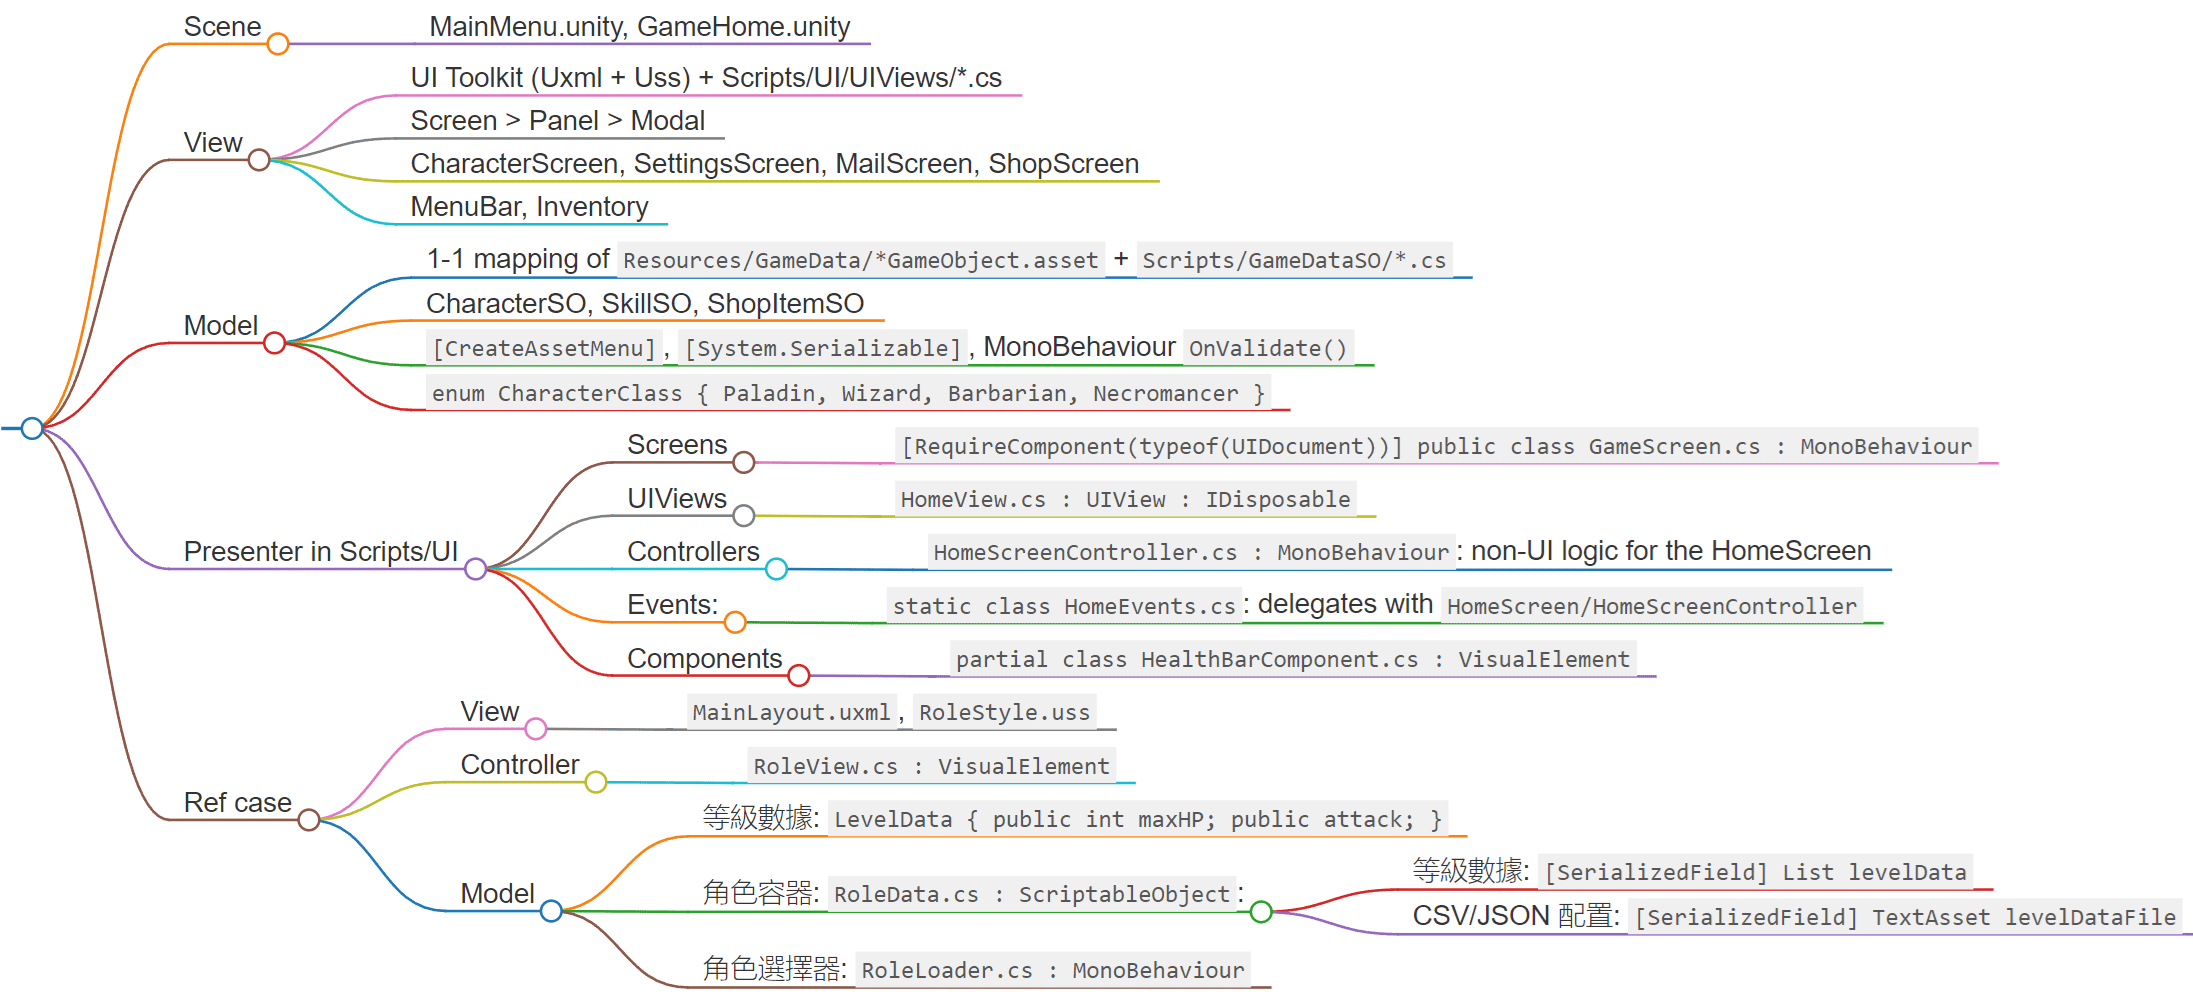 Scene
MainMenu.unity, GameHome.unity
View
UI Toolkit (Uxml + Uss) + Scripts/UI/UIViews/*.cs
Screen > Panel > Modal
CharacterScreen, SettingsScreen, MailScreen, ShopScreen
MenuBar, Inventory
Model
1-1 mapping of Resources/GameData/*GameObject.asset + Scripts/GameDataSO/*.cs
CharacterSO, SkillSO, ShopItemSO
[CreateAssetMenu], [System.Serializable], MonoBehaviour OnValidate()
enum CharacterClass { Paladin, Wizard, Barbarian, Necromancer }
Presenter in Scripts/UI
Screens
[RequireComponent(typeof(UIDocument))] public class GameScreen.cs : MonoBehaviour
UIViews
HomeView.cs : UIView : IDisposable
Controllers
HomeScreenController.cs : MonoBehaviour: non-UI logic for the HomeScreen
Events:
static class HomeEvents.cs: delegates with HomeScreen/HomeScreenController
Components
partial class HealthBarComponent.cs : VisualElement
Ref case
View
MainLayout.uxml, RoleStyle.uss
Controller
RoleView.cs : VisualElement
Model
等級數據: LevelData { public int maxHP; public attack; }
角色容器: RoleData.cs : ScriptableObject:
等級數據: [SerializedField] List levelData
CSV/JSON 配置: [SerializedField] TextAsset levelDataFile
角色選擇器: RoleLoader.cs : MonoBehaviour